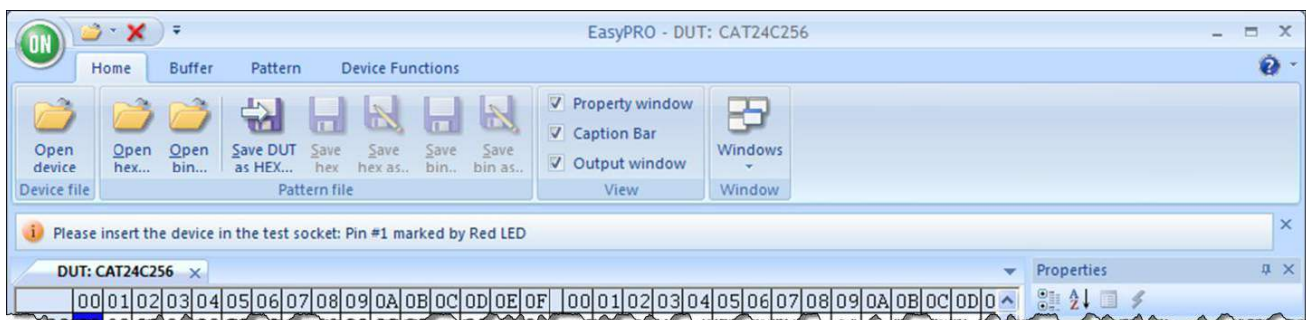 EasyPRO - DUT: CAT24C256
ON
Home Buffer Pattern Device Functions
Open device
Open hex...
Open bin...
Save DUT as HEX...
Save hex
Save hex as..
Save bin..
Save bin as..
Property window
Caption Bar
Output window
Windows
Device file
Pattern file
View
Window
Please insert the device in the test socket: Pin #1 marked by Red LED
DUT: CAT24C256
Properties
00 01 02 03 04 05 06 07 08 09 0A 0B 0C 0D 0E 0F 00 01 02 03 04 05 06 07 08 09 0A 0B 0C 0D 0